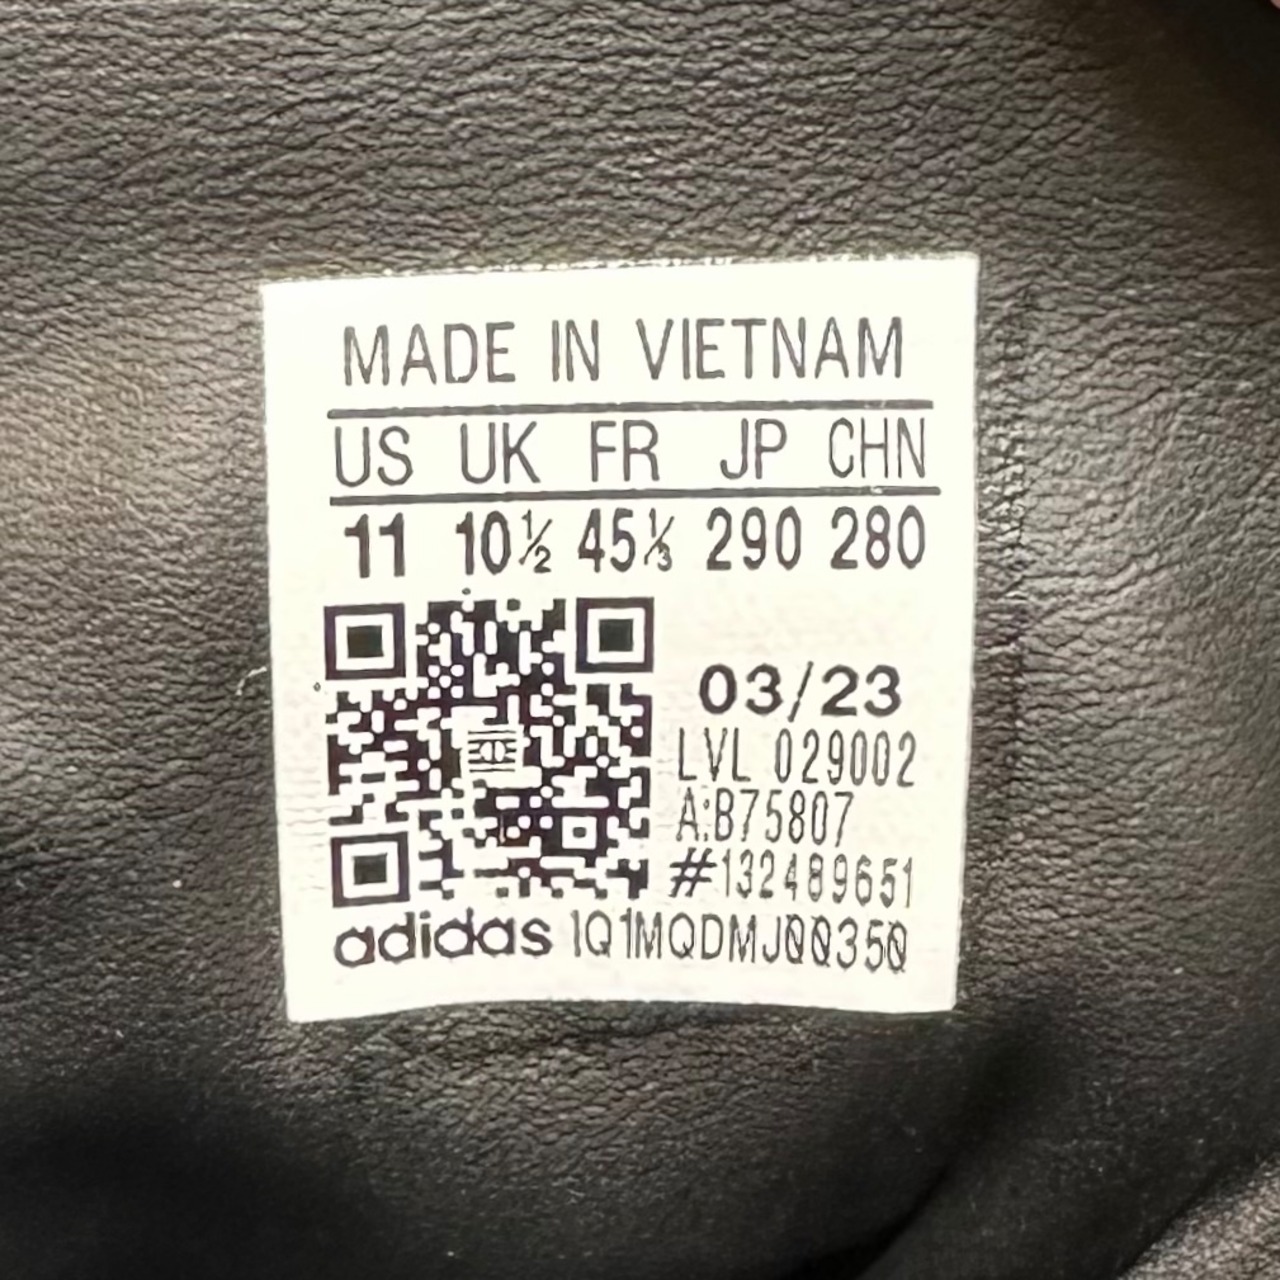 MADE IN VIETNAM
US UK FR JP CHN
11 10½ 45⅓ 290 280
03/23
LVL 029002
A:B75807
#132489651
adidas 1Q1MQDMJ00350